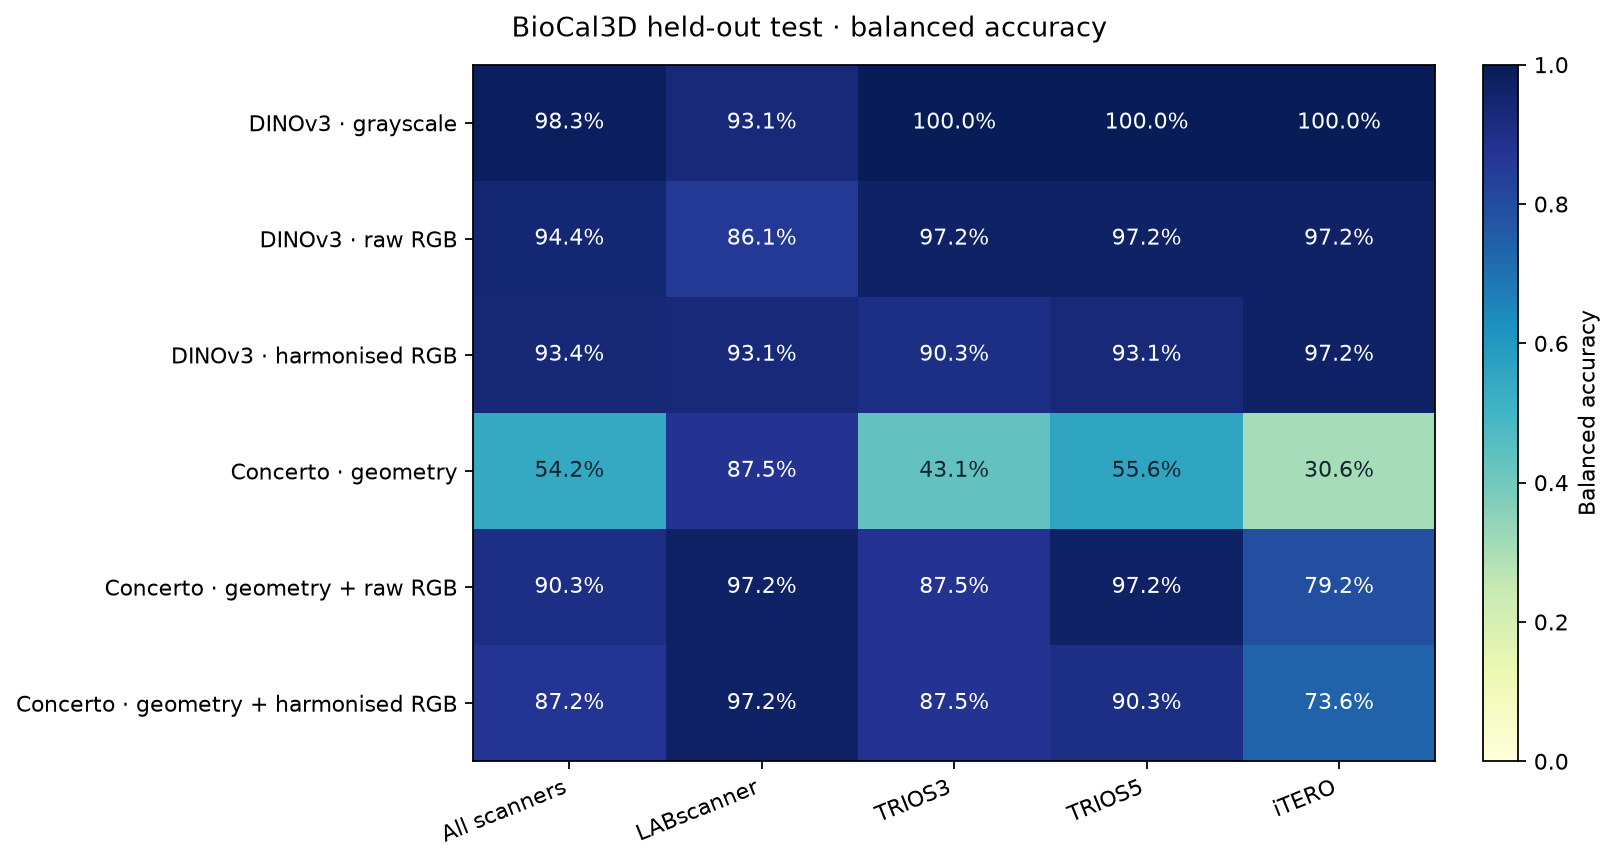 BioCal3D held-out test · balanced accuracy
DINOv3 · grayscale 98.3% 93.1% 100.0% 100.0% 100.0%
DINOv3 · raw RGB 94.4% 86.1% 97.2% 97.2% 97.2%
DINOv3 · harmonised RGB 93.4% 93.1% 90.3% 93.1% 97.2%
Concerto · geometry 54.2% 87.5% 43.1% 55.6% 30.6%
Concerto · geometry + raw RGB 90.3% 97.2% 87.5% 97.2% 79.2%
Concerto · geometry + harmonised RGB 87.2% 97.2% 87.5% 90.3% 73.6%
All scanners LABscanner TRIOS3 TRIOS5 iTERO
1.0
0.8
0.6
0.4
0.2
0.0
Balanced accuracy